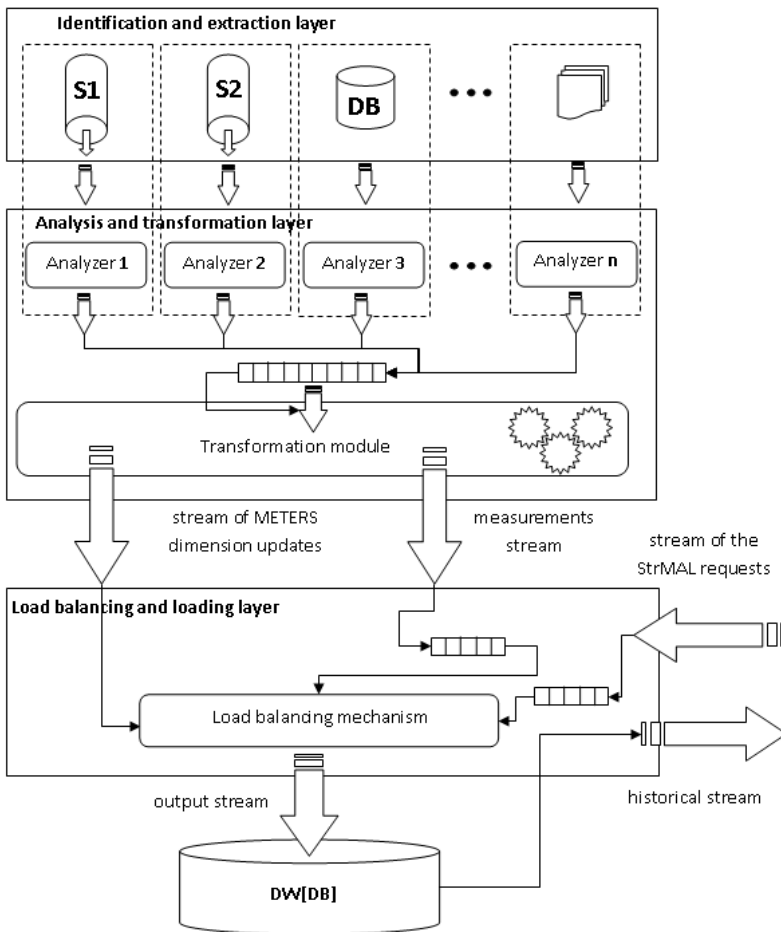 Identification and extraction layer
S1
S2
DB
Analysis and transformation layer
Analyzer 1
Analyzer 2
Analyzer 3
Analyzer n
Transformation module
stream of METERS
dimension updates
measurements
stream
stream of the
StrMAL requests
Load balancing and loading layer
Load balancing mechanism
output stream
historical stream
DW[DB]